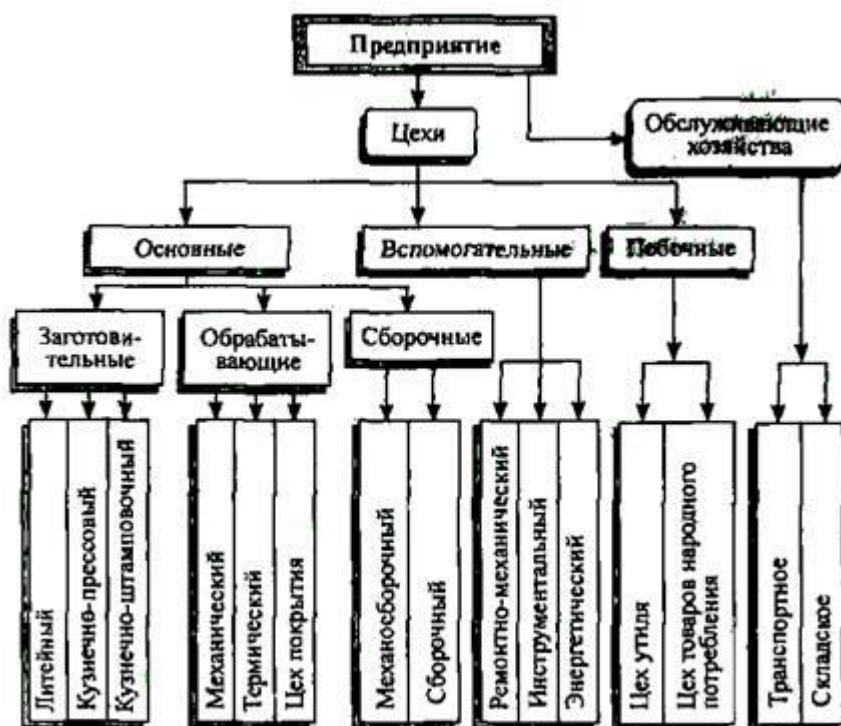 Предприятие
Цехи
Обслуживающие
хозяйства
Основные
Вспомогательные
Побочные
Заготови-
тельные
Обрабаты-
вающие
Сборочные
Литейный
Кузнечно-прессовый
Кузнечно-штамповочный
Механический
Термический
Цех покрытия
Механосборочный
Сборочный
Ремонтно-механический
Инструментальный
Энергетический
Цех утиля
Цех товаров народного
потребления
Транспортное
Складское